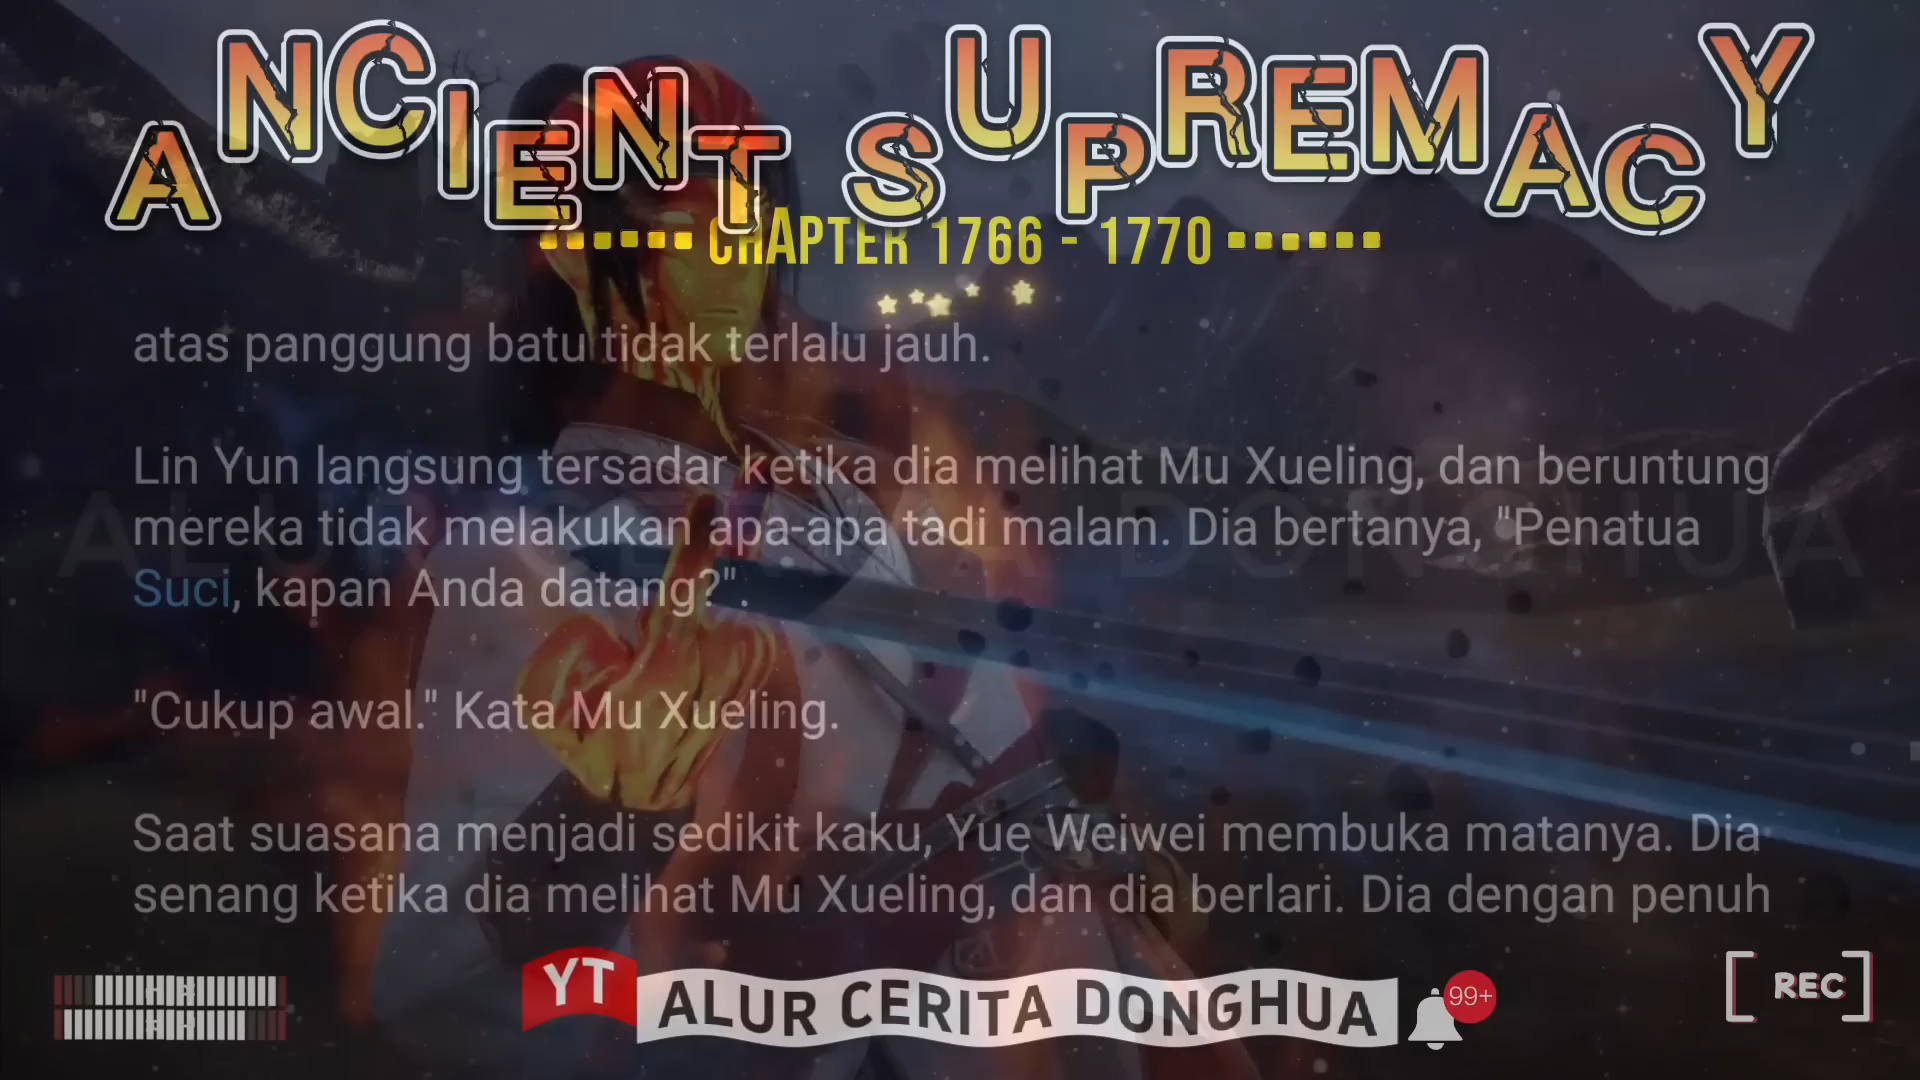 ANCIENT SUPREMACY
CHAPTER 1766 - 1770
atas panggung batu tidak terlalu jauh.
Lin Yun langsung tersadar ketika dia melihat Mu Xueling, dan beruntung
mereka tidak melakukan apa-apa tadi malam. Dia bertanya, "Penatua
Suci, kapan Anda datang?".
"Cukup awal." Kata Mu Xueling.
Saat suasana menjadi sedikit kaku, Yue Weiwei membuka matanya. Dia
senang ketika dia melihat Mu Xueling, dan dia berlari. Dia dengan penuh
ALUR CERITA DONGHUA
YT ALUR CERITA DONGHUA
99+
REC